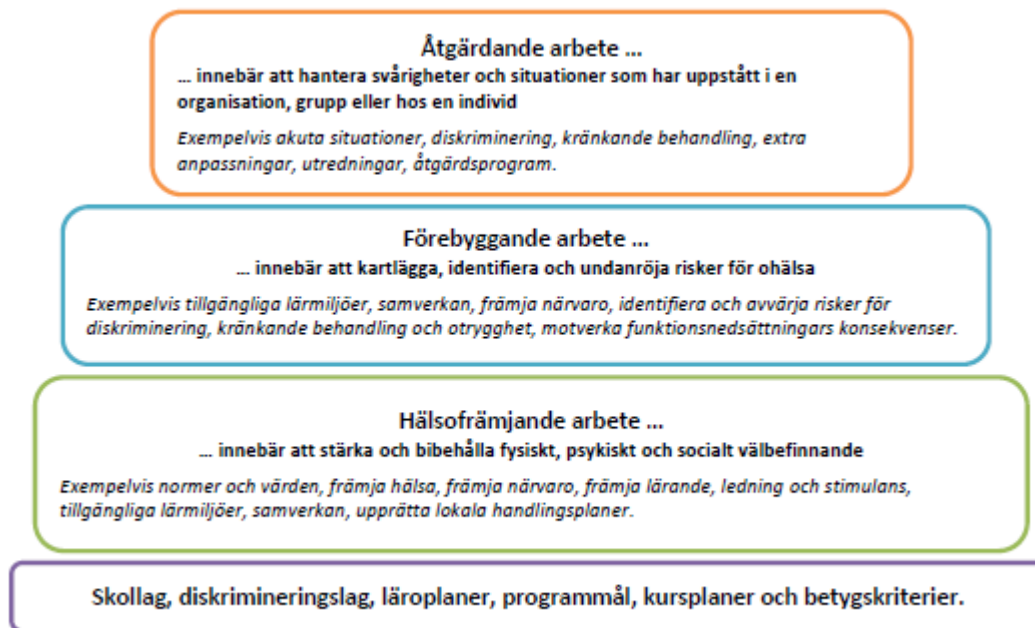 Åtgärdande arbete ...
... innebär att hantera svårigheter och situationer som har uppstått i en
organisation, grupp eller hos en individ
Exempelvis akuta situationer, diskriminering, kränkande behandling, extra
anpassningar, utredningar, åtgärdsprogram.
Förebyggande arbete ...
... innebär att kartlägga, identifiera och undanröja risker för ohälsa
Exempelvis tillgängliga lärmiljöer, samverkan, främja närvaro, identifiera och avvärja risker för
diskriminering, kränkande behandling och otrygghet, motverka funktionsnedsättningars konsekvenser.
Hälsofrämjande arbete ...
... innebär att stärka och bibehålla fysiskt, psykiskt och socialt välbefinnande
Exempelvis normer och värden, främja hälsa, främja närvaro, främja lärande, ledning och stimulans,
tillgängliga lärmiljöer, samverkan, upprätta lokala handlingsplaner.
Skollag, diskrimineringslag, läroplaner, programmål, kursplaner och betygskriterier.